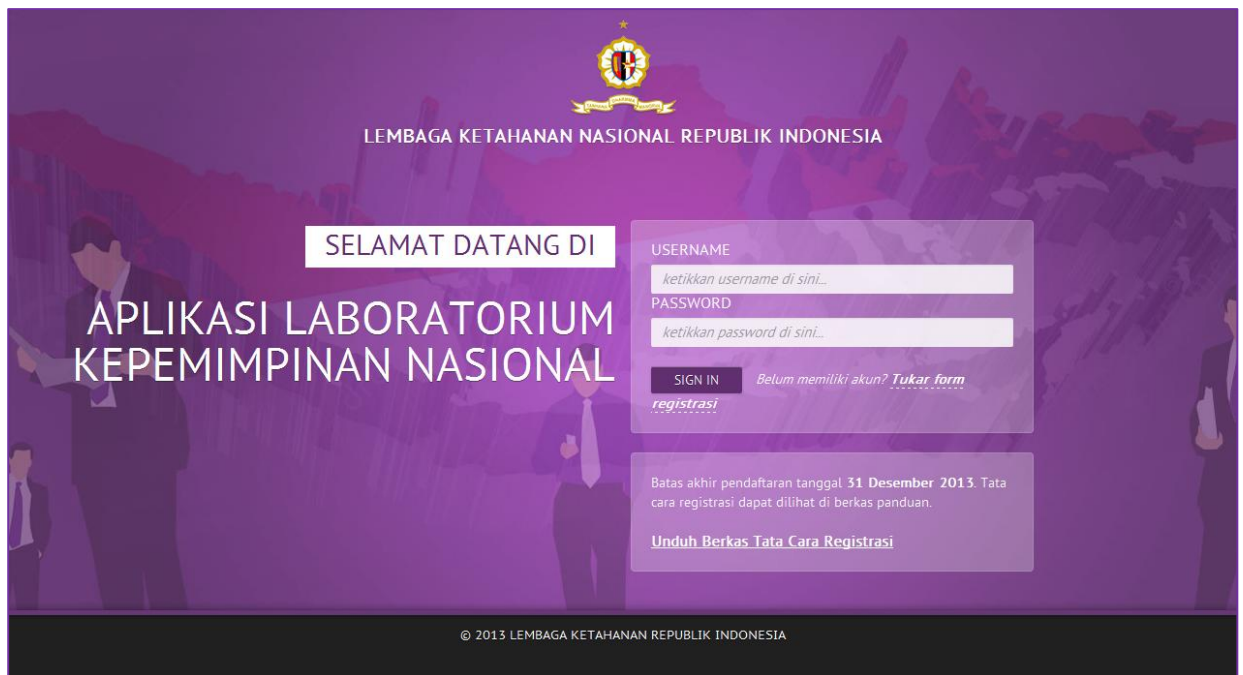 LEMBAGA KETAHANAN NASIONAL REPUBLIK INDONESIA
SELAMAT DATANG DI
APLIKASI LABORATORIUM
KEPEMIMPINAN NASIONAL
USERNAME
ketikkan username di sini...
PASSWORD
ketikkan password di sini...
SIGN IN Belum memiliki akun? Tukar form
registrasi
Batas akhir pendaftaran tanggal 31 Desember 2013. Tata
cara registrasi dapat dilihat di berkas panduan.
Unduh Berkas Tata Cara Registrasi
© 2013 LEMBAGA KETAHANAN REPUBLIK INDONESIA